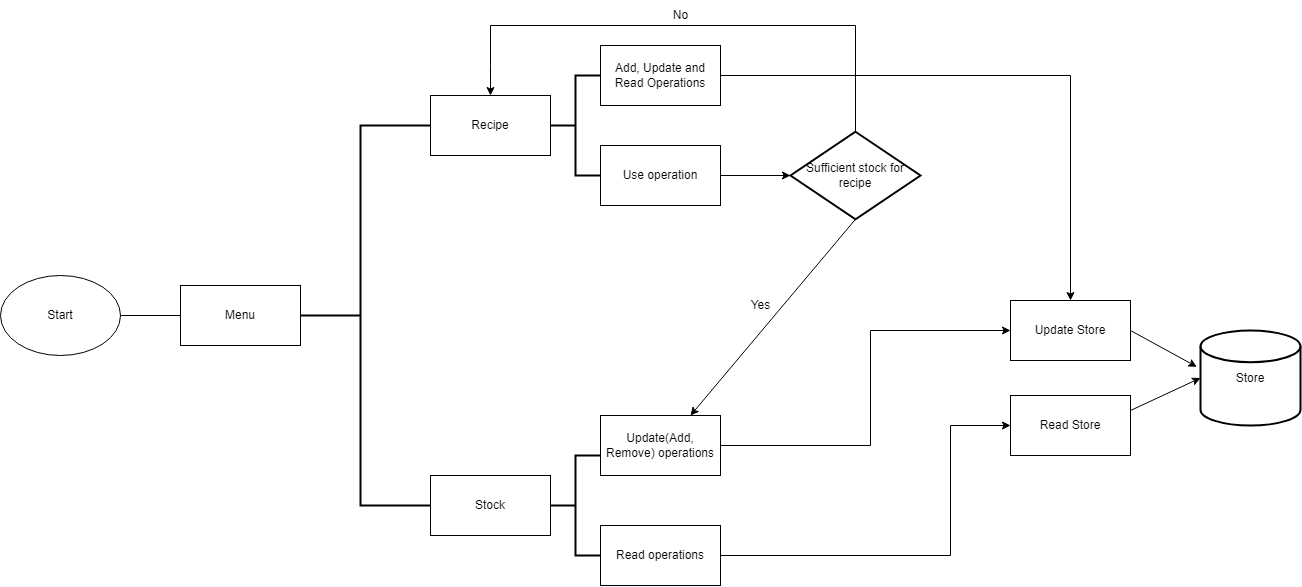 No
Add, Update and
Read Operations
Recipe
Sufficient stock for
recipe
Use operation
Yes
Start
Menu
Update Store
Store
Read Store
Update(Add,
Remove) operations
Stock
Read operations